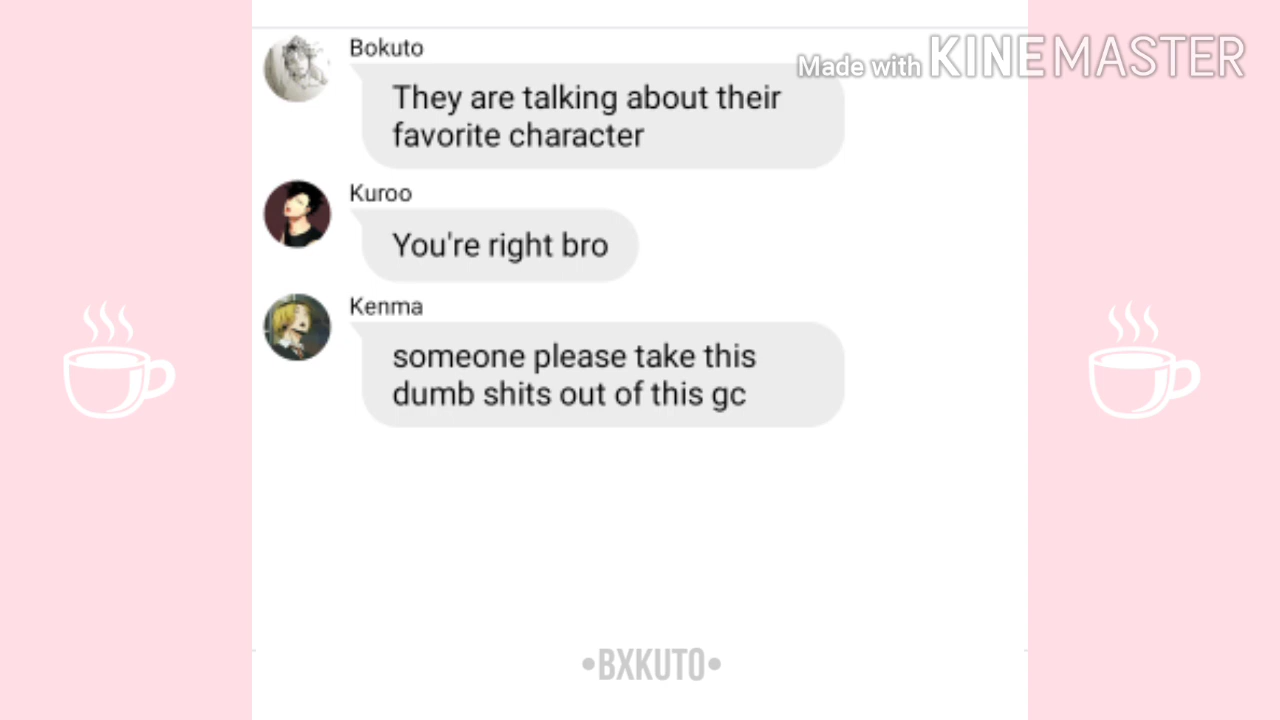 Bokuto
Made with KINEMASTER
They are talking about their
favorite character
Kuroo
You're right bro
Kenma
someone please take this
dumb shits out of this gc
•BXKUTO•